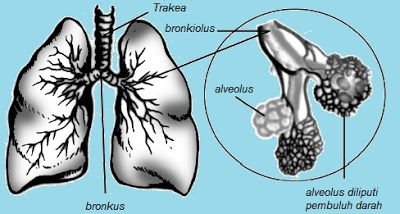 Trakea
bronkiolus
alveolus
bronkus
alveolus diliputi
pembuluh darah